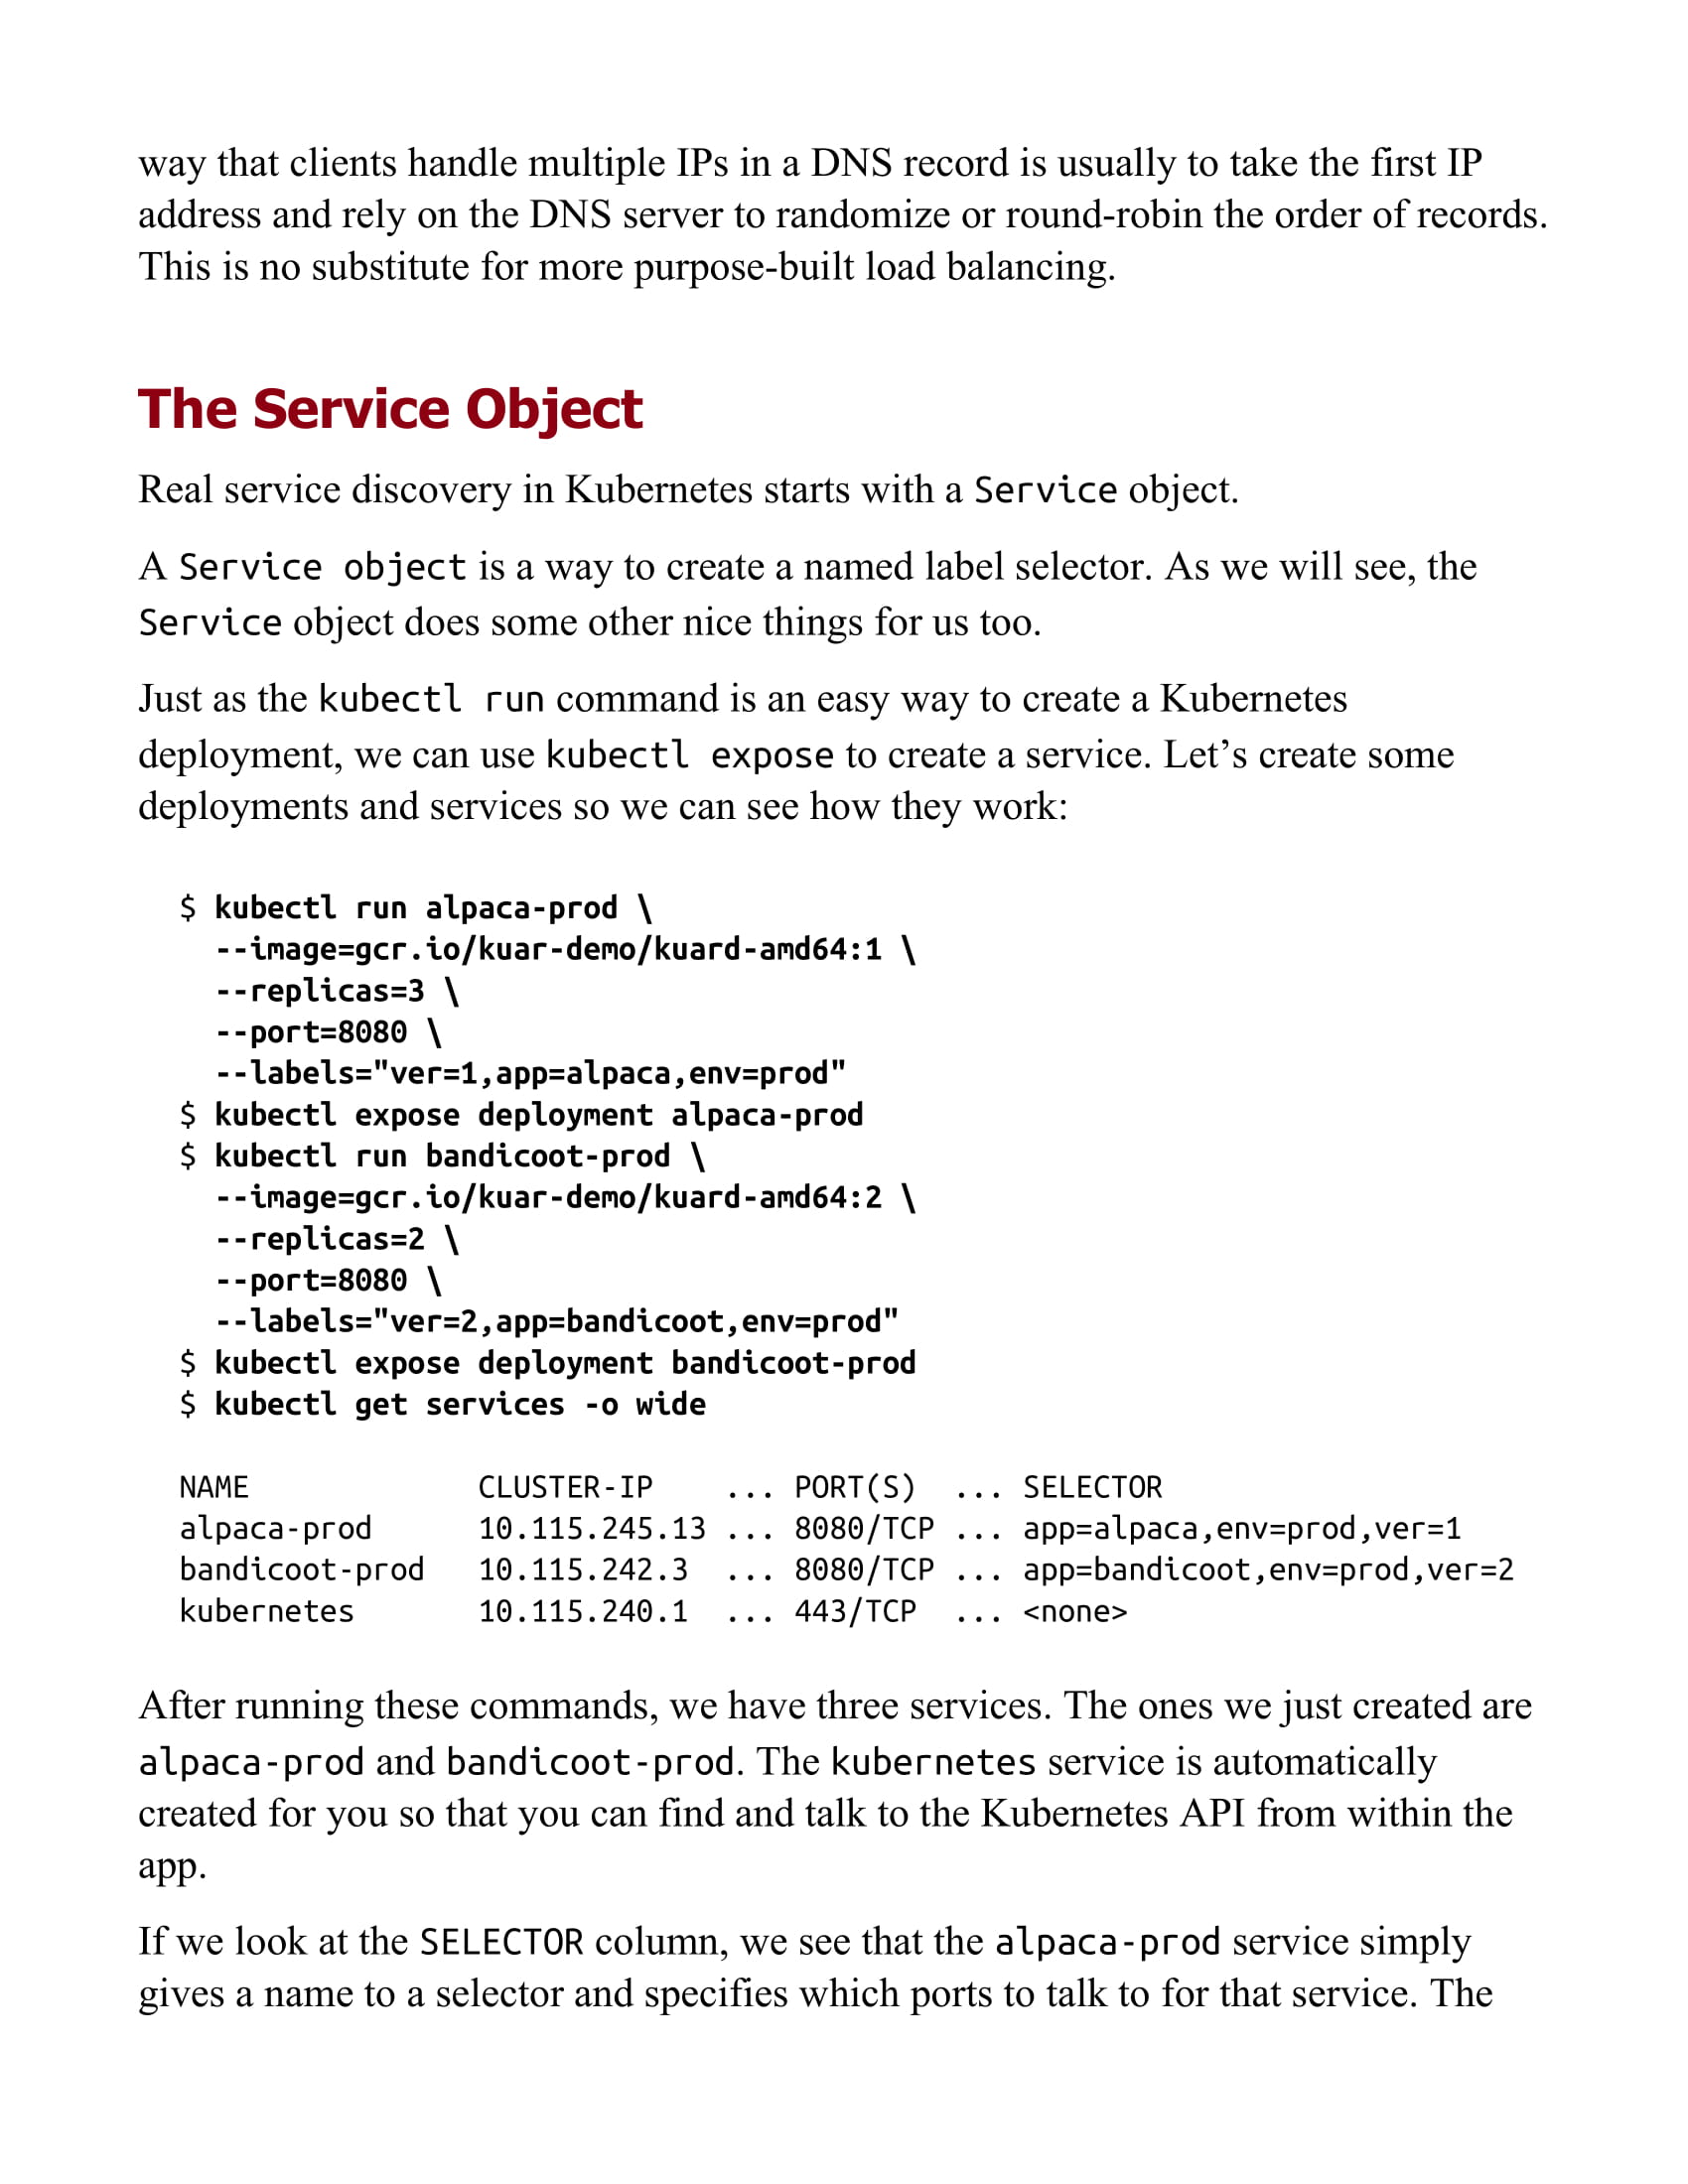 way that clients handle multiple IPs in a DNS record is usually to take the first IP
address and rely on the DNS server to randomize or round-robin the order of records.
This is no substitute for more purpose-built load balancing.
The Service Object
Real service discovery in Kubernetes starts with a Service object.
A Service object is a way to create a named label selector. As we will see, the
Service object does some other nice things for us too.
Just as the kubectl run command is an easy way to create a Kubernetes
deployment, we can use kubectl expose to create a service. Let’s create some
deployments and services so we can see how they work:
$ kubectl run alpaca-prod \
  --image=gcr.io/kuar-demo/kuard-amd64:1 \
  --replicas=3 \
  --port=8080 \
  --labels="ver=1,app=alpaca,env=prod"
$ kubectl expose deployment alpaca-prod
$ kubectl run bandicoot-prod \
  --image=gcr.io/kuar-demo/kuard-amd64:2 \
  --replicas=2 \
  --port=8080 \
  --labels="ver=2,app=bandicoot,env=prod"
$ kubectl expose deployment bandicoot-prod
$ kubectl get services -o wide
NAME             CLUSTER-IP    ... PORT(S)  ... SELECTOR
alpaca-prod      10.115.245.13 ... 8080/TCP ... app=alpaca,env=prod,ver=1
bandicoot-prod   10.115.242.3  ... 8080/TCP ... app=bandicoot,env=prod,ver=2
kubernetes       10.115.240.1  ... 443/TCP  ... <none>
After running these commands, we have three services. The ones we just created are
alpaca-prod and bandicoot-prod. The kubernetes service is automatically
created for you so that you can find and talk to the Kubernetes API from within the
app.
If we look at the SELECTOR column, we see that the alpaca-prod service simply
gives a name to a selector and specifies which ports to talk to for that service. The